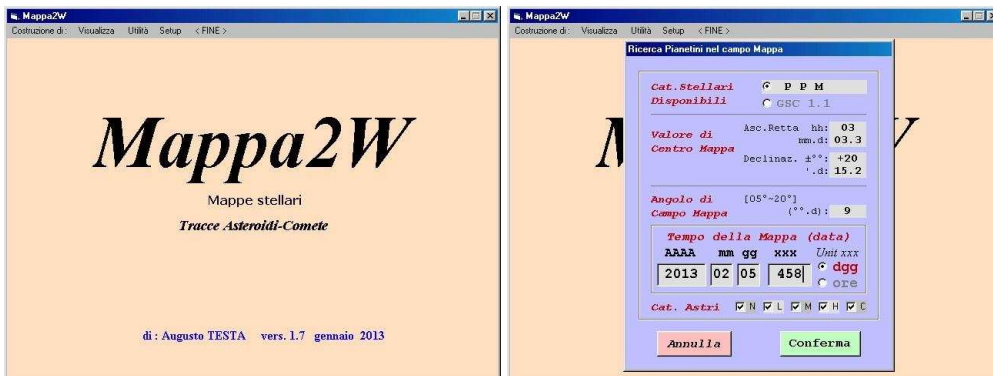 Mappa2W
Costruzione di : Visualizza Utilità Setup < FINE >
Mappa2W
Mappe stellari
Tracce Asteroidi-Comete
di : Augusto TESTA vers. 1.7 gennaio 2013
Mappa2W
Costruzione di : Visualizza Utilità Setup < FINE >
Ricerca Pianetini nel campo Mappa
Cat.Stellari P P M
Disponibili GSC 1.1
Valore di Centro Mappa
Asc.Retta hh: 03
mm.d: 03.3
Declinaz. ±°°: +20
'.d: 15.2
Angolo di Campo Mappa
[05°~20°]
(°°.d): 9
Tempo della Mappa (data)
AAAA mm gg xxx Unit xxx
2013 02 05 458 dgg
ore
Cat. Astri N L M H C
Annulla Conferma